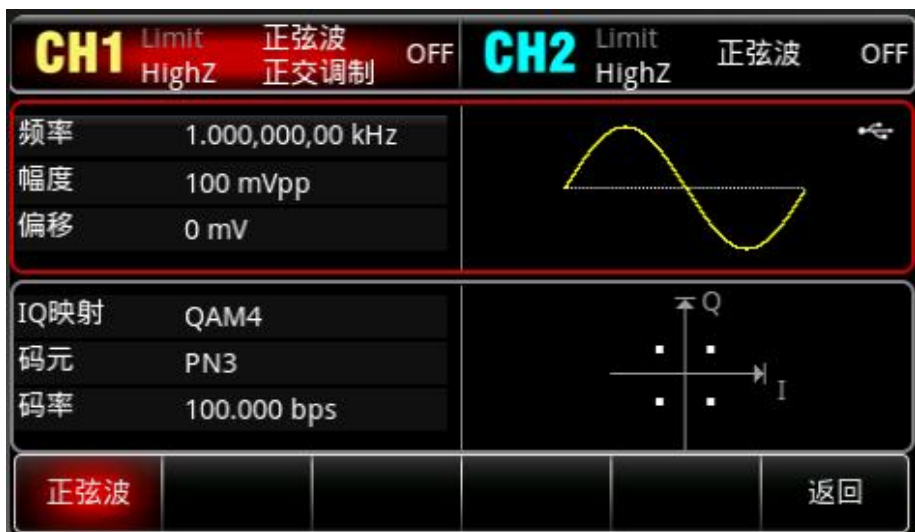 CH1 Limit 正弦波 OFF CH2 Limit 正弦波 OFF
HighZ 正交调制 HighZ
频率 1.000,000,00 kHz
幅度 100 mVpp
偏移 0 mV
IQ映射 QAM4
码元 PN3
码率 100.000 bps
Q
I
正弦波 返回